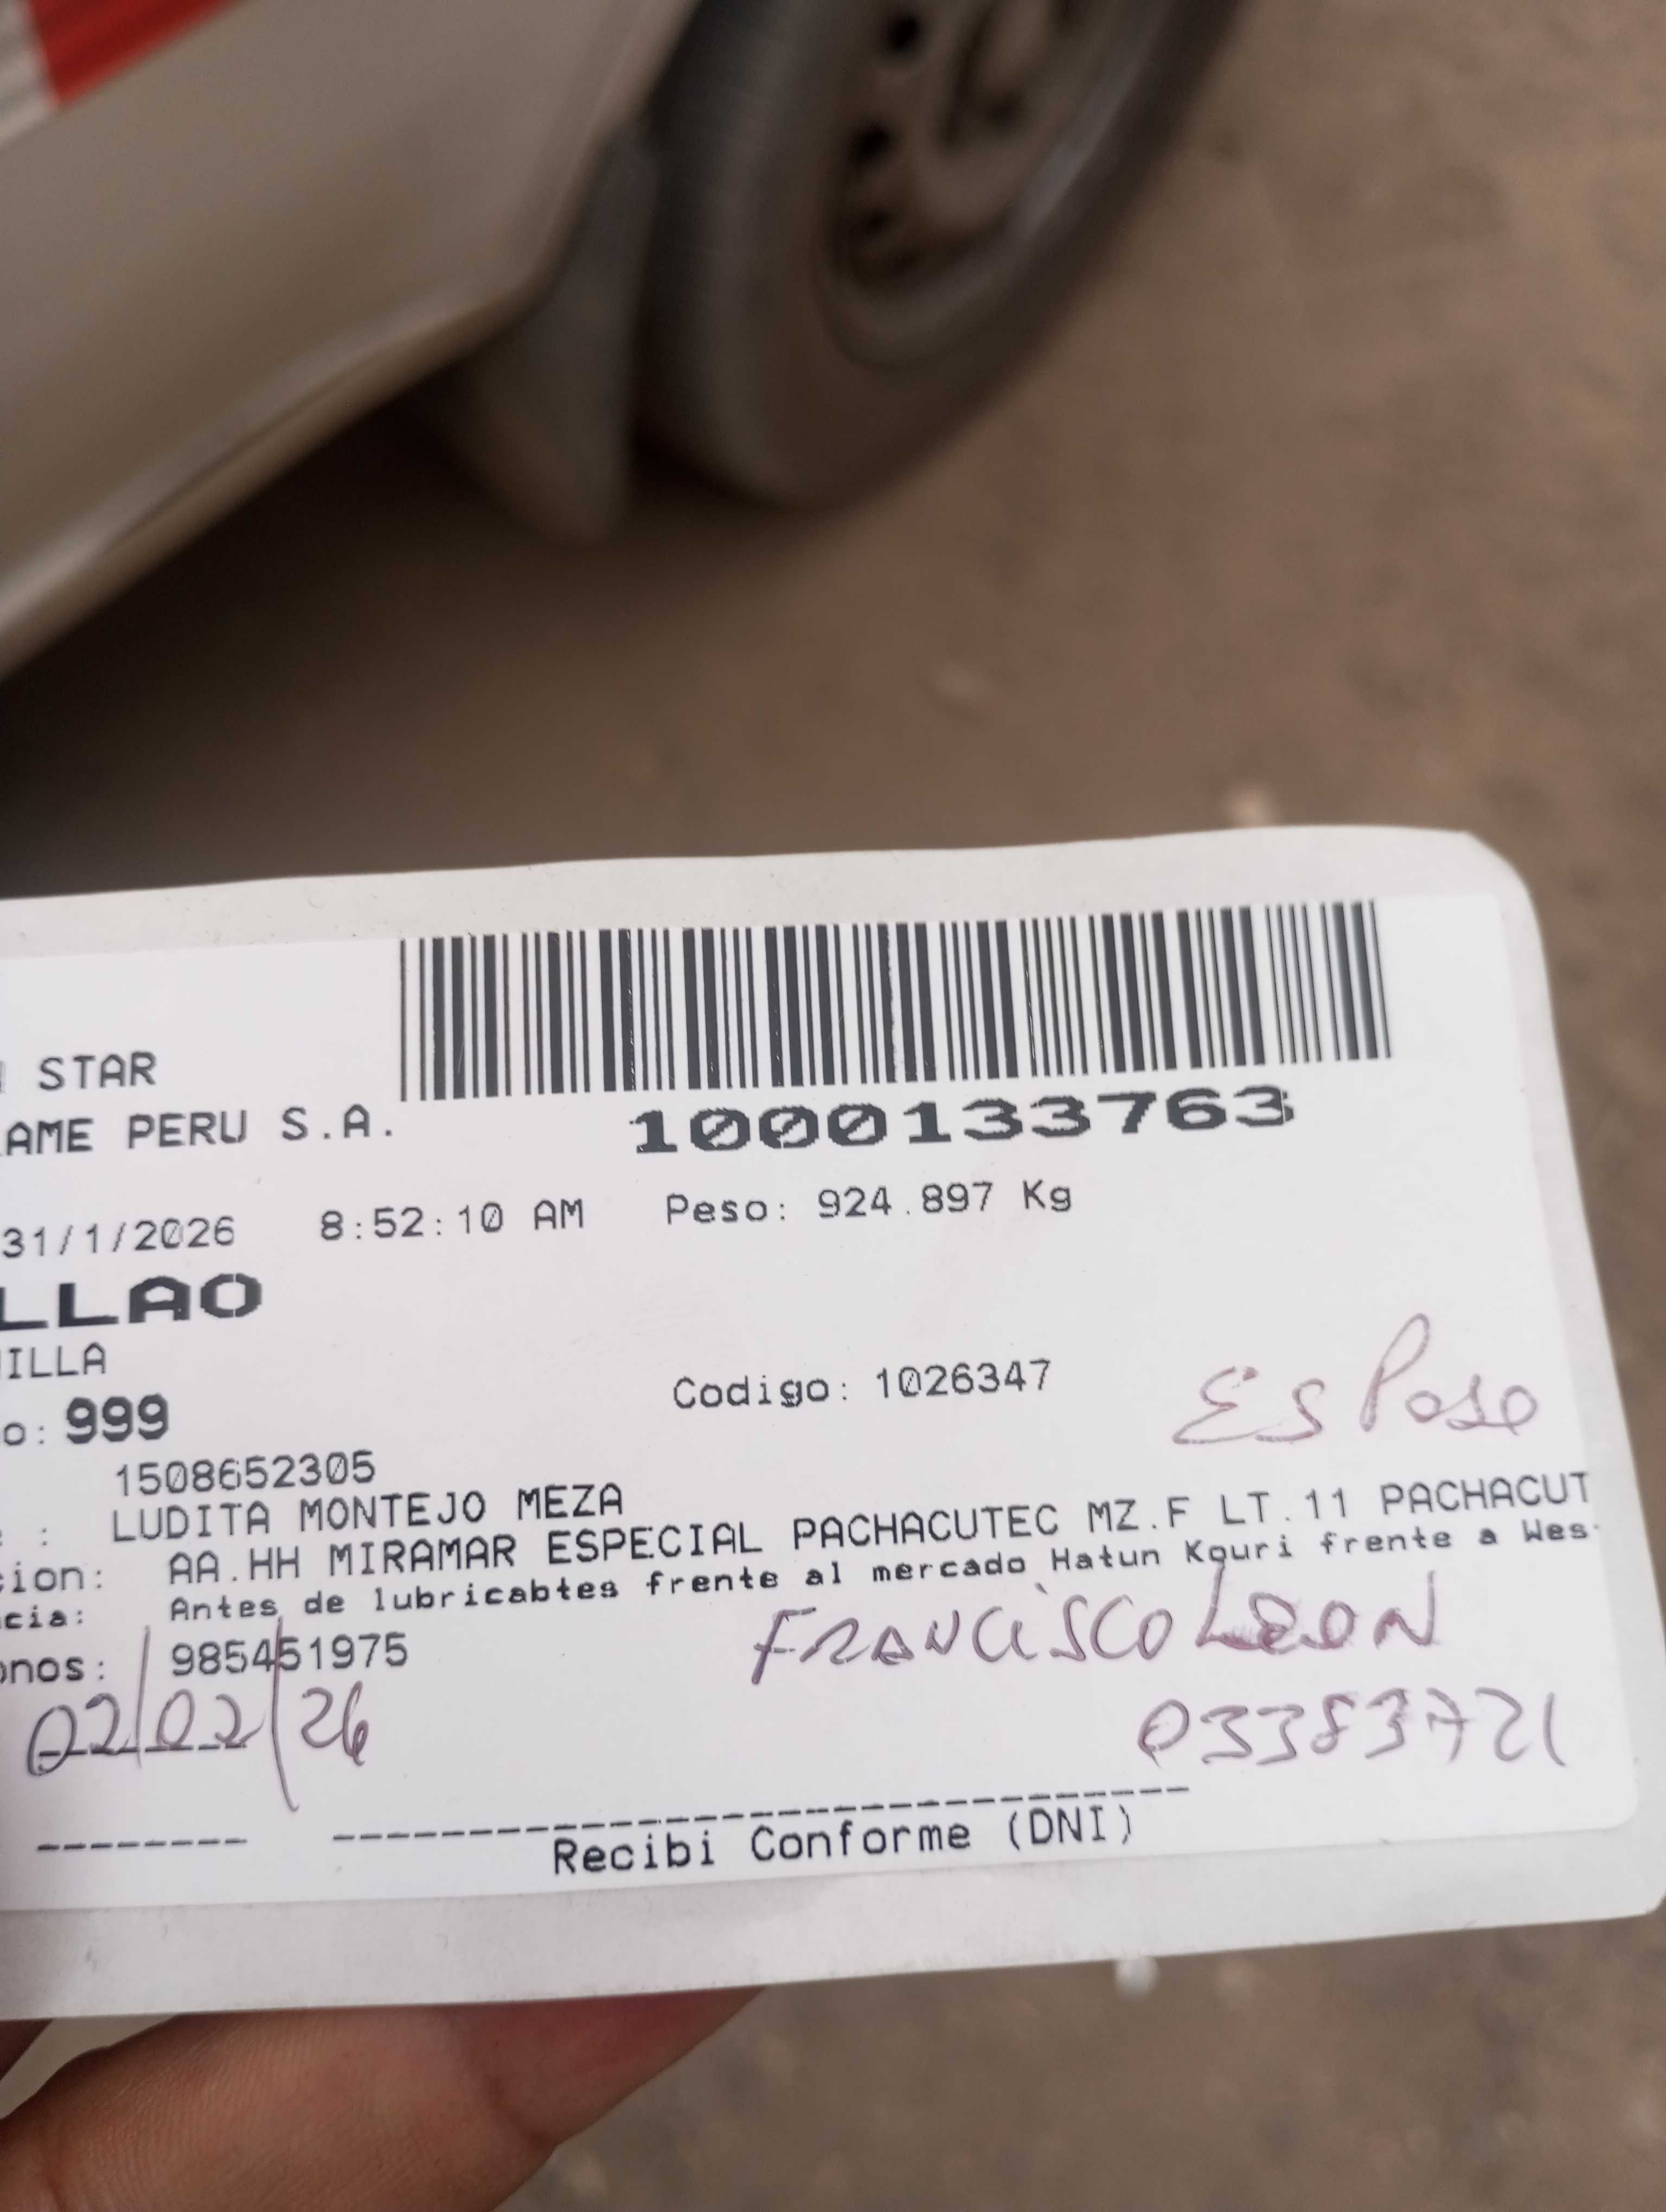 STAR
AME PERU S.A.
1000133763
31/1/2026 8:52:10 AM Peso: 924.897 Kg
LLAO
ILLA
o: 999 Codigo: 1026347
Esposo
1508652305
: LUDITA MONTEJO MEZA
cion: AA.HH MIRAMAR ESPECIAL PACHACUTEC MZ.F LT.11 PACHACUT
cia: Antes de lubricabtes frente al mercado Hatun Kouri frente a Wes
onos: 985451975
FRANCISCO LEON
02/02/26
03383721
Recibi Conforme (DNI)